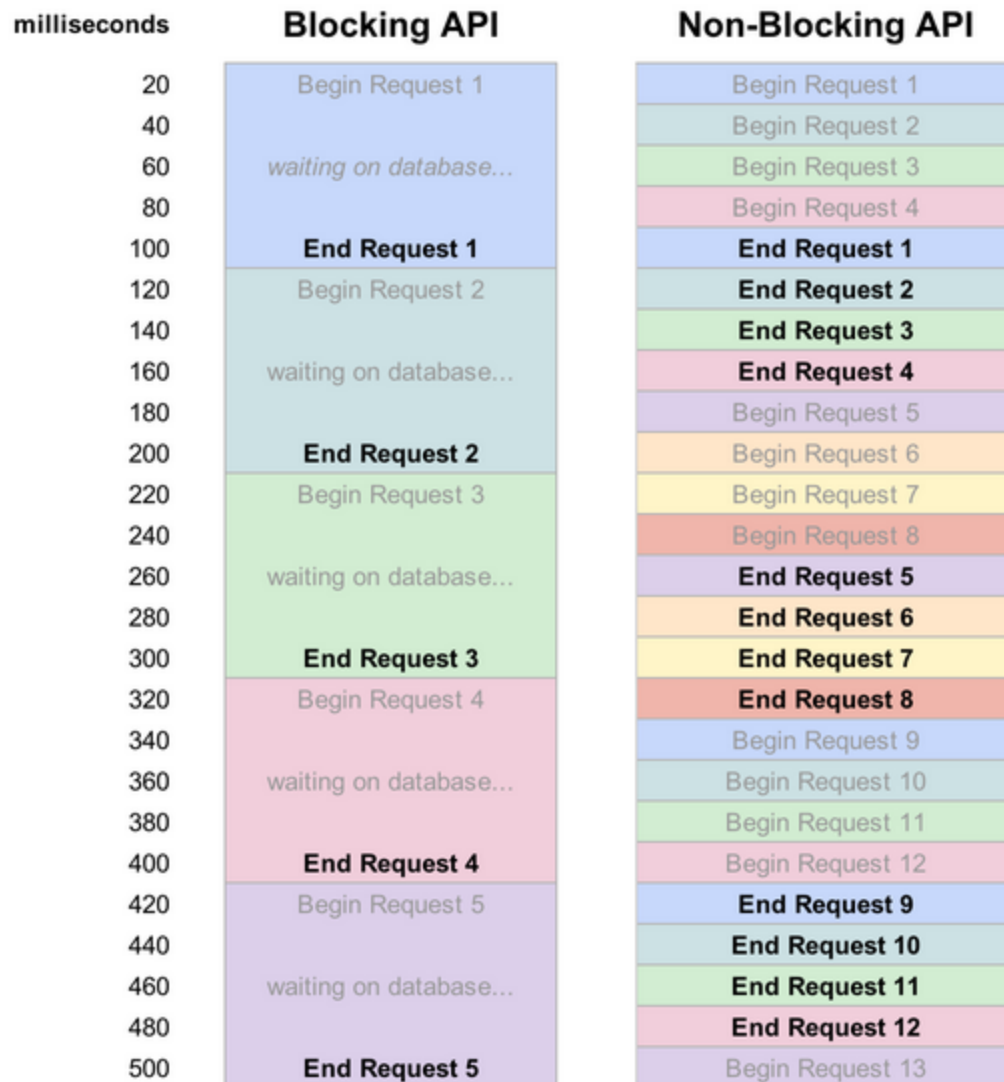 milliseconds Blocking API Non-Blocking API
20 Begin Request 1 Begin Request 1
40 Begin Request 2
60 waiting on database... Begin Request 3
80 Begin Request 4
100 End Request 1 End Request 1
120 Begin Request 2 End Request 2
140 End Request 3
160 waiting on database... End Request 4
180 Begin Request 5
200 End Request 2 Begin Request 6
220 Begin Request 3 Begin Request 7
240 Begin Request 8
260 waiting on database... End Request 5
280 End Request 6
300 End Request 3 End Request 7
320 Begin Request 4 End Request 8
340 Begin Request 9
360 waiting on database... Begin Request 10
380 Begin Request 11
400 End Request 4 Begin Request 12
420 Begin Request 5 End Request 9
440 End Request 10
460 waiting on database... End Request 11
480 End Request 12
500 End Request 5 Begin Request 13